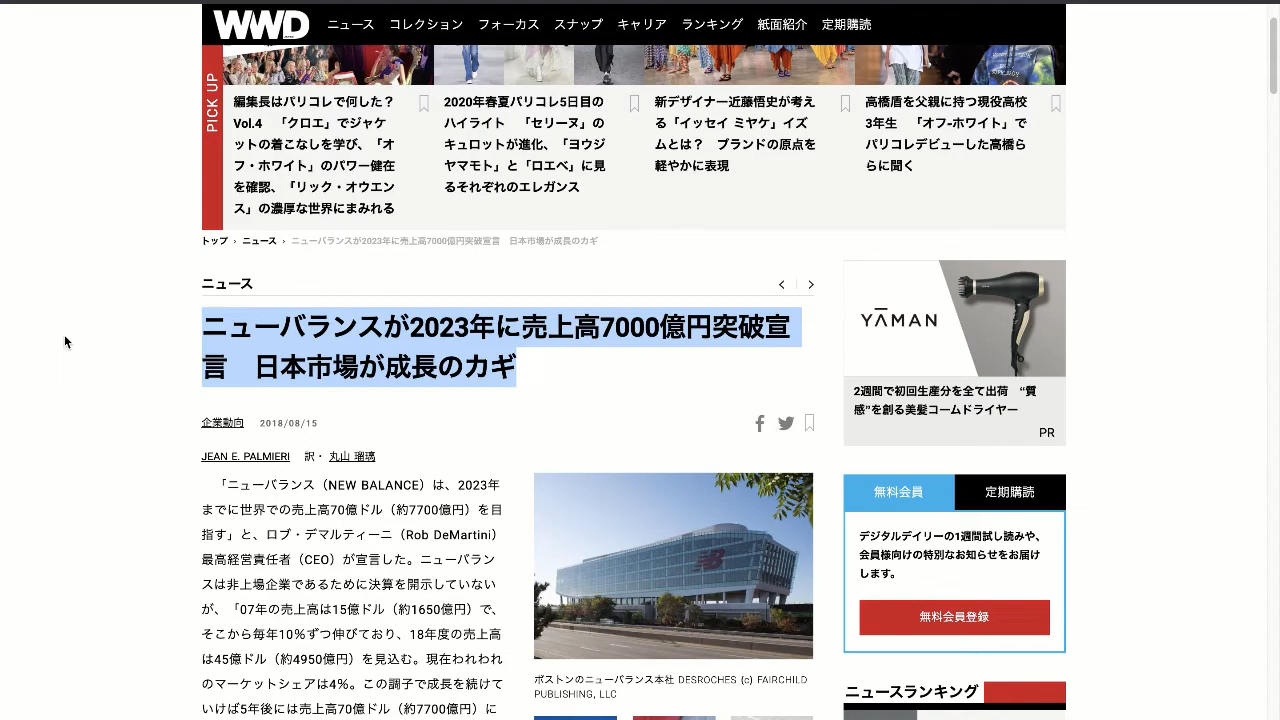 WWD
ニュース コレクション フォーカス スナップ キャリア ランキング 紙面紹介 定期購読
PICK UP
編集長はパリコレで何した？
Vol.4　「クロエ」でジャケ
ットの着こなしを学び、「オ
フ・ホワイト」のパワー健在
を確認、「リック・オウエン
ス」の濃厚な世界にまみれる
2020年春夏パリコレ5日目の
ハイライト　「セリーヌ」の
キュロットが進化、「ヨウジ
ヤマモト」と「ロエベ」に見
るそれぞれのエレガンス
新デザイナー近藤悟史が考え
る「イッセイ ミヤケ」イズ
ムとは？　ブランドの原点を
軽やかに表現
高橋盾を父親に持つ現役高校
3年生　「オフ-ホワイト」で
パリコレデビューした高橋ら
らに聞く
トップ › ニュース › ニューバランスが2023年に売上高7000億円突破宣言　日本市場が成長のカギ
ニュース
ニューバランスが2023年に売上高7000億円突破宣
言　日本市場が成長のカギ
企業動向 2018/08/15
JEAN E. PALMIERI 訳・ 丸山 瑠璃
「ニューバランス（NEW BALANCE）は、2023年
までに世界での売上高70億ドル（約7700億円）を目
指す」と、ロブ・デマルティーニ（Rob DeMartini）
最高経営責任者（CEO）が宣言した。ニューバラン
スは非上場企業であるために決算を開示していない
が、「07年の売上高は15億ドル（約1650億円）で、
そこから毎年10％ずつ伸びており、18年度の売上高
は45億ドル（約4950億円）を見込む。現在われわれ
のマーケットシェアは4％。この調子で成長を続けて
いけば5年後には売上高70億ドル（約7700億円）に
ボストンのニューバランス本社 DESROCHES (c) FAIRCHILD
PUBLISHING, LLC
YAMAN
2週間で初回生産分を全て出荷　“質
感”を創る美髪コームドライヤー
PR
無料会員 定期購読
デジタルデイリーの1週間試し読みや、
会員様向けの特別なお知らせをお届け
します。
無料会員登録
ニュースランキング